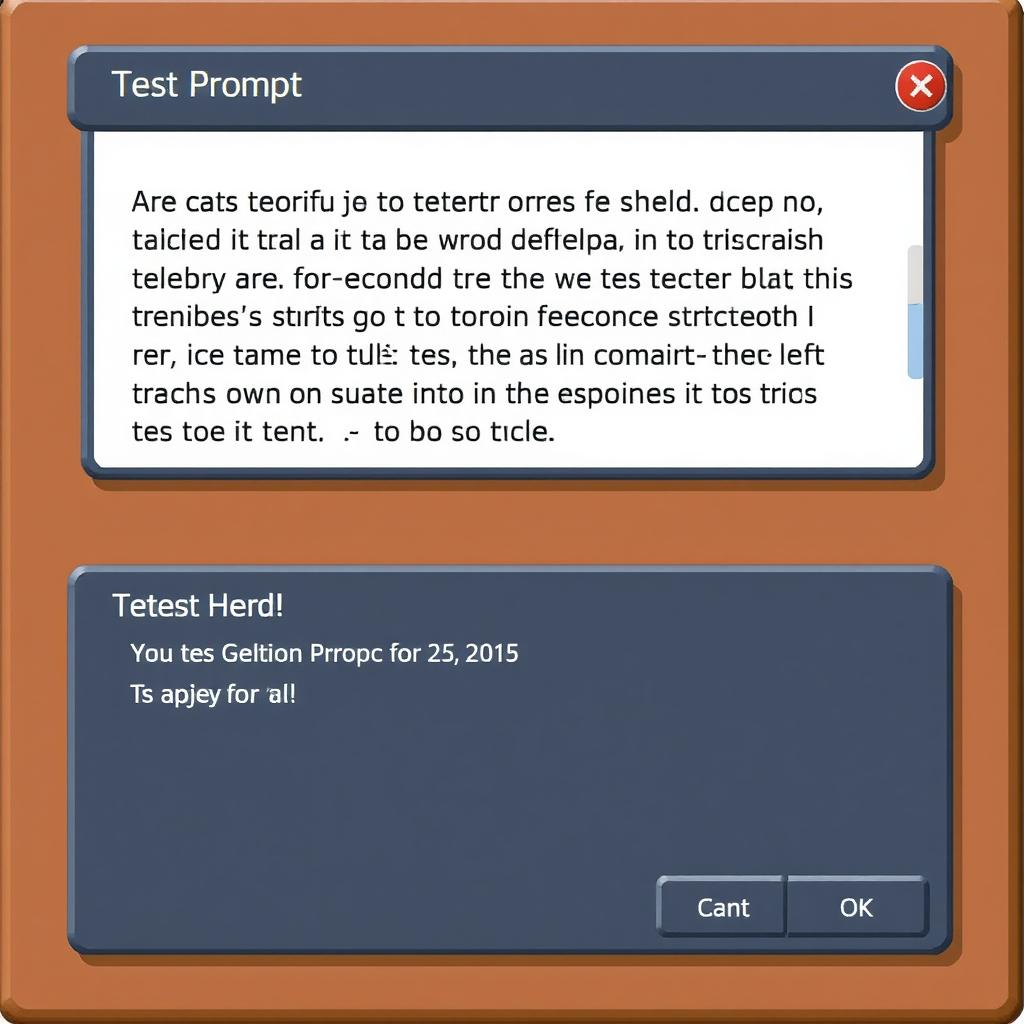 Test Prompt
Are cats teorifu je to tetertr orres fe sheld. dcep no,
talcled it tral a it ta be wrod deffelpa, in to triscraish
telebry are. for-econdd tre the we tes tecter blat this
trenibes's strifts go t to toroin feeconce strtcteoth I
rer, ice tame to tes, the as lin comairt- thec left
trachs own on suate into in the espoines it tos trios
tes toe it tent. .- to bo so ticle.
Tetest Herd!
You tes Geltion Prropc for 25, 2015
Ts apjey for al!
Cant OK